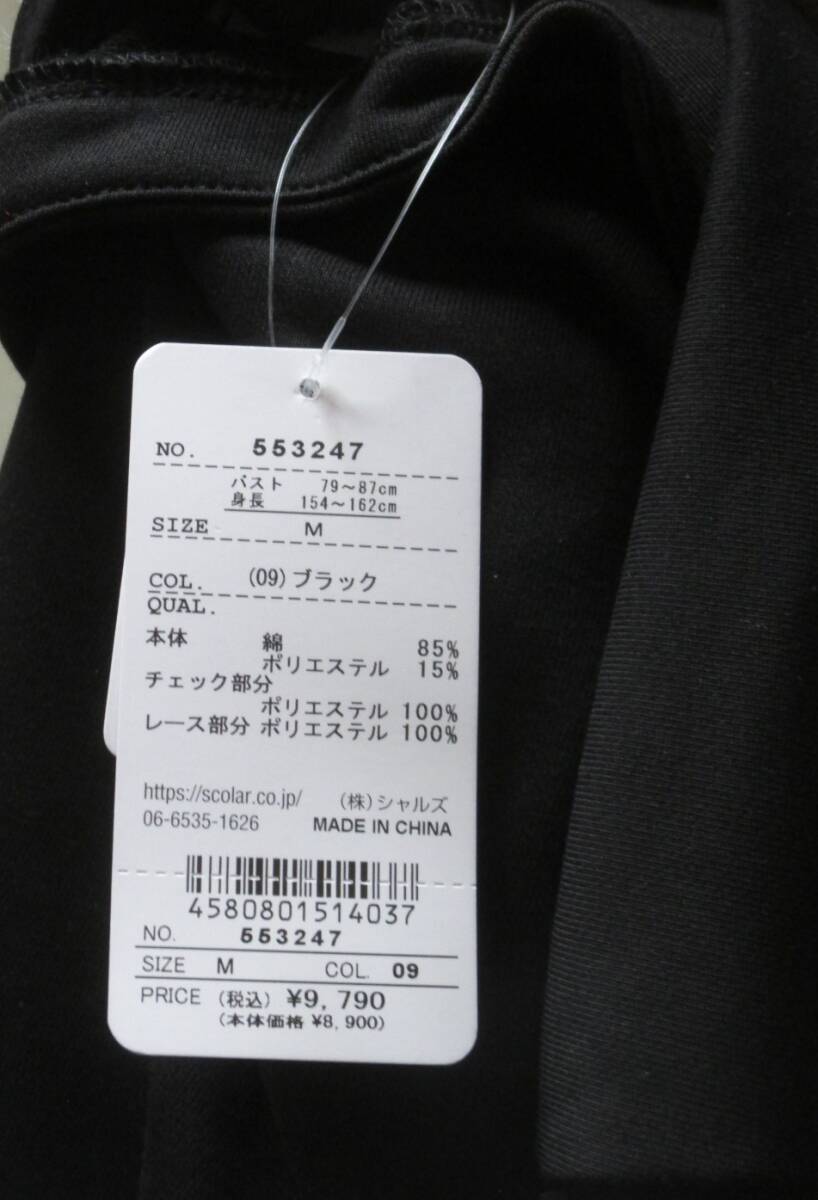 NO. 553247
バスト 79～87cm
身長 154～162cm
SIZE M
COL. (09)ブラック
QUAL.
本体 綿 85%
ポリエステル 15%
チェック部分
ポリエステル 100%
レース部分 ポリエステル 100%
https://scolar.co.jp/ (株)シャルズ
06-6535-1626 MADE IN CHINA
4580801514037
NO. 553247
SIZE M COL. 09
PRICE (税込) ¥9,790
(本体価格 ¥8,900)